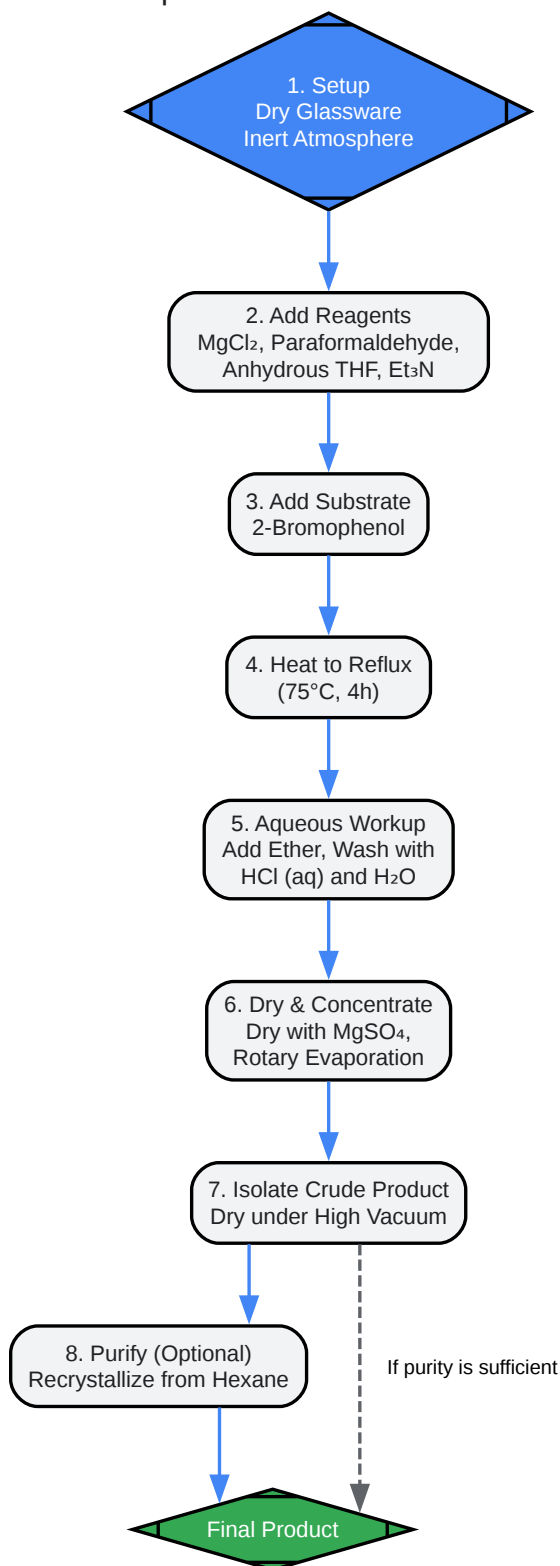 1. Setup
Dry Glassware
Inert Atmosphere
2. Add Reagents
MgCl₂, Paraformaldehyde,
Anhydrous THF, Et₃N
3. Add Substrate
2-Bromophenol
4. Heat to Reflux
(75°C, 4h)
5. Aqueous Workup
Add Ether, Wash with
HCl (aq) and H₂O
6. Dry & Concentrate
Dry with MgSO₄,
Rotary Evaporation
7. Isolate Crude Product
Dry under High Vacuum
8. Purify (Optional)
Recrystallize from Hexane
If purity is sufficient
Final Product